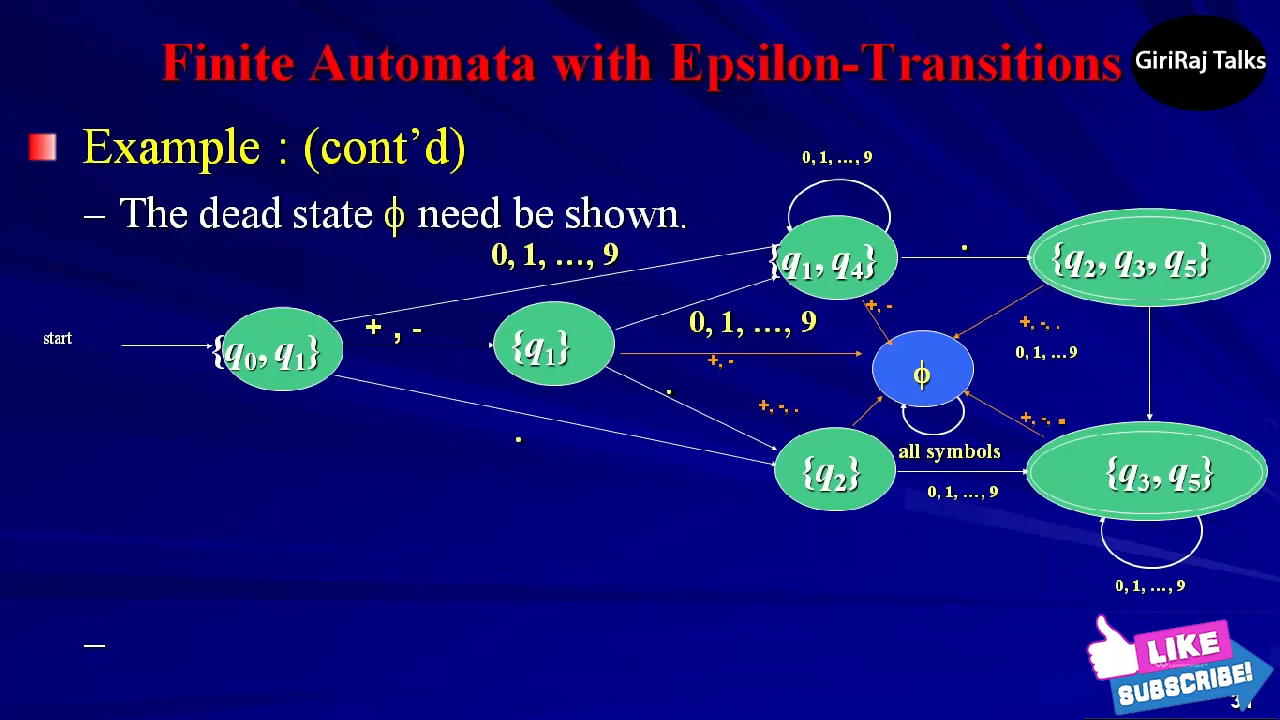 Finite Automata with Epsilon-Transitions
GiriRaj Talks
Example : (cont’d)
– The dead state ϕ need be shown.
0, 1, …, 9
0, 1, …, 9
{q1, q4}
.
{q2, q3, q5}
start
{q0, q1}
+ , -
{q1}
0, 1, …, 9
+, -
+, -
+, -, .
0, 1, …9
ϕ
.
+, -, .
+, -, .
.
all symbols
{q2}
0, 1, …, 9
{q3, q5}
0, 1, …, 9
–
LIKE
SUBSCRIBE!